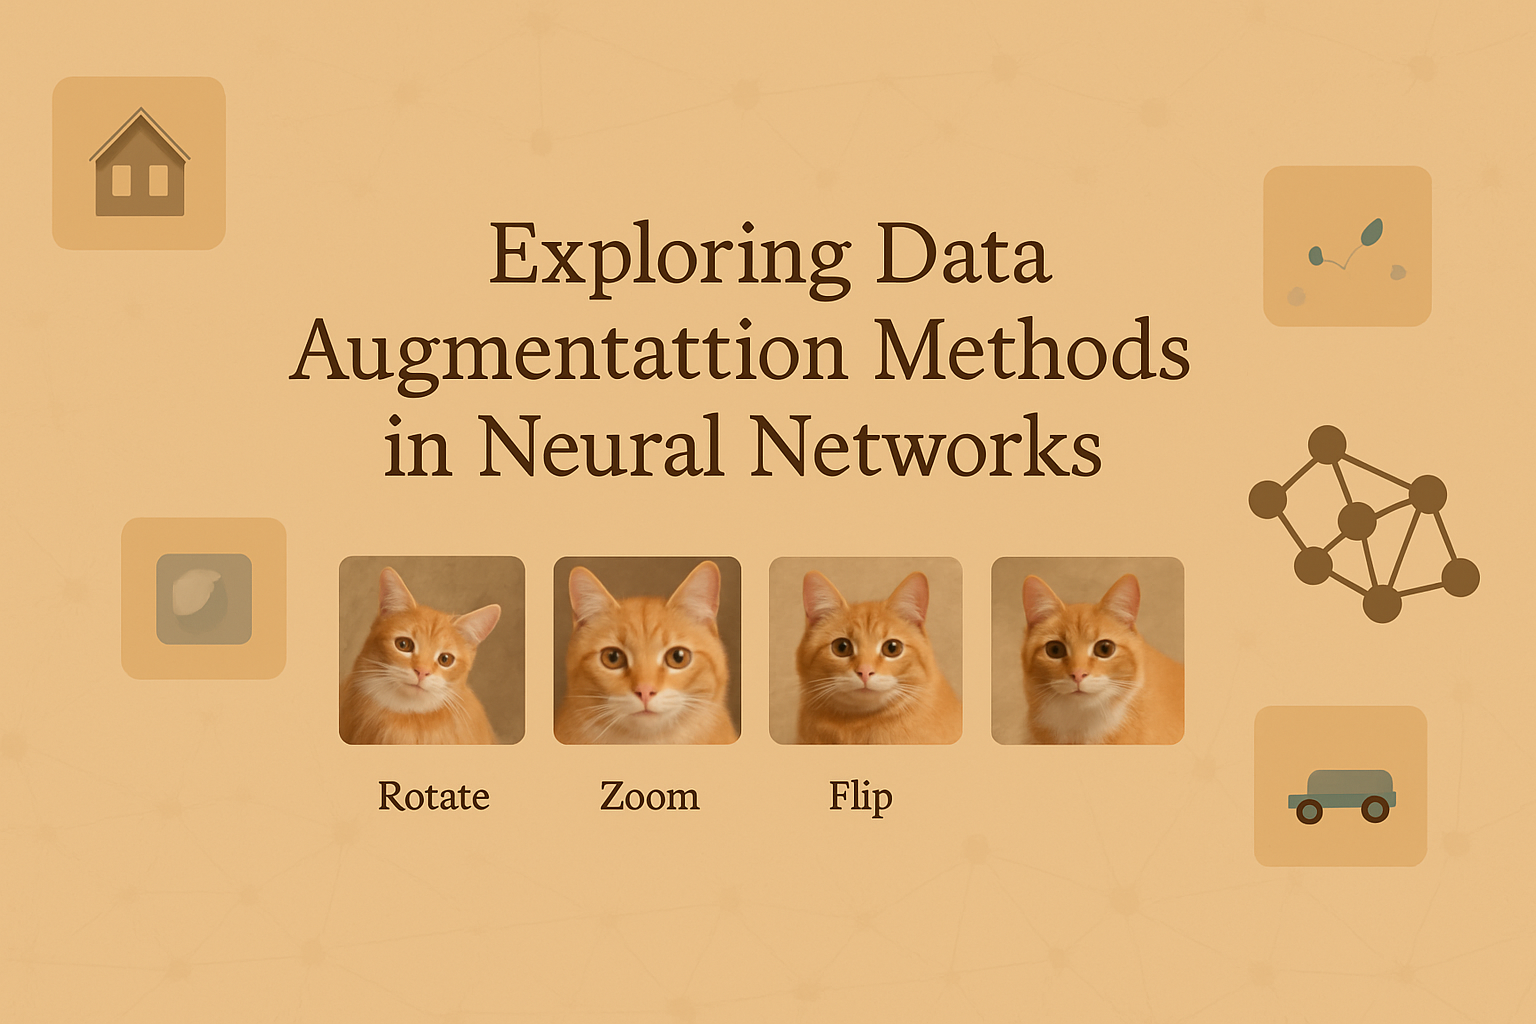 Exploring Data
Augmentattion Methods
in Neural Networks
Rotate
Zoom
Flip